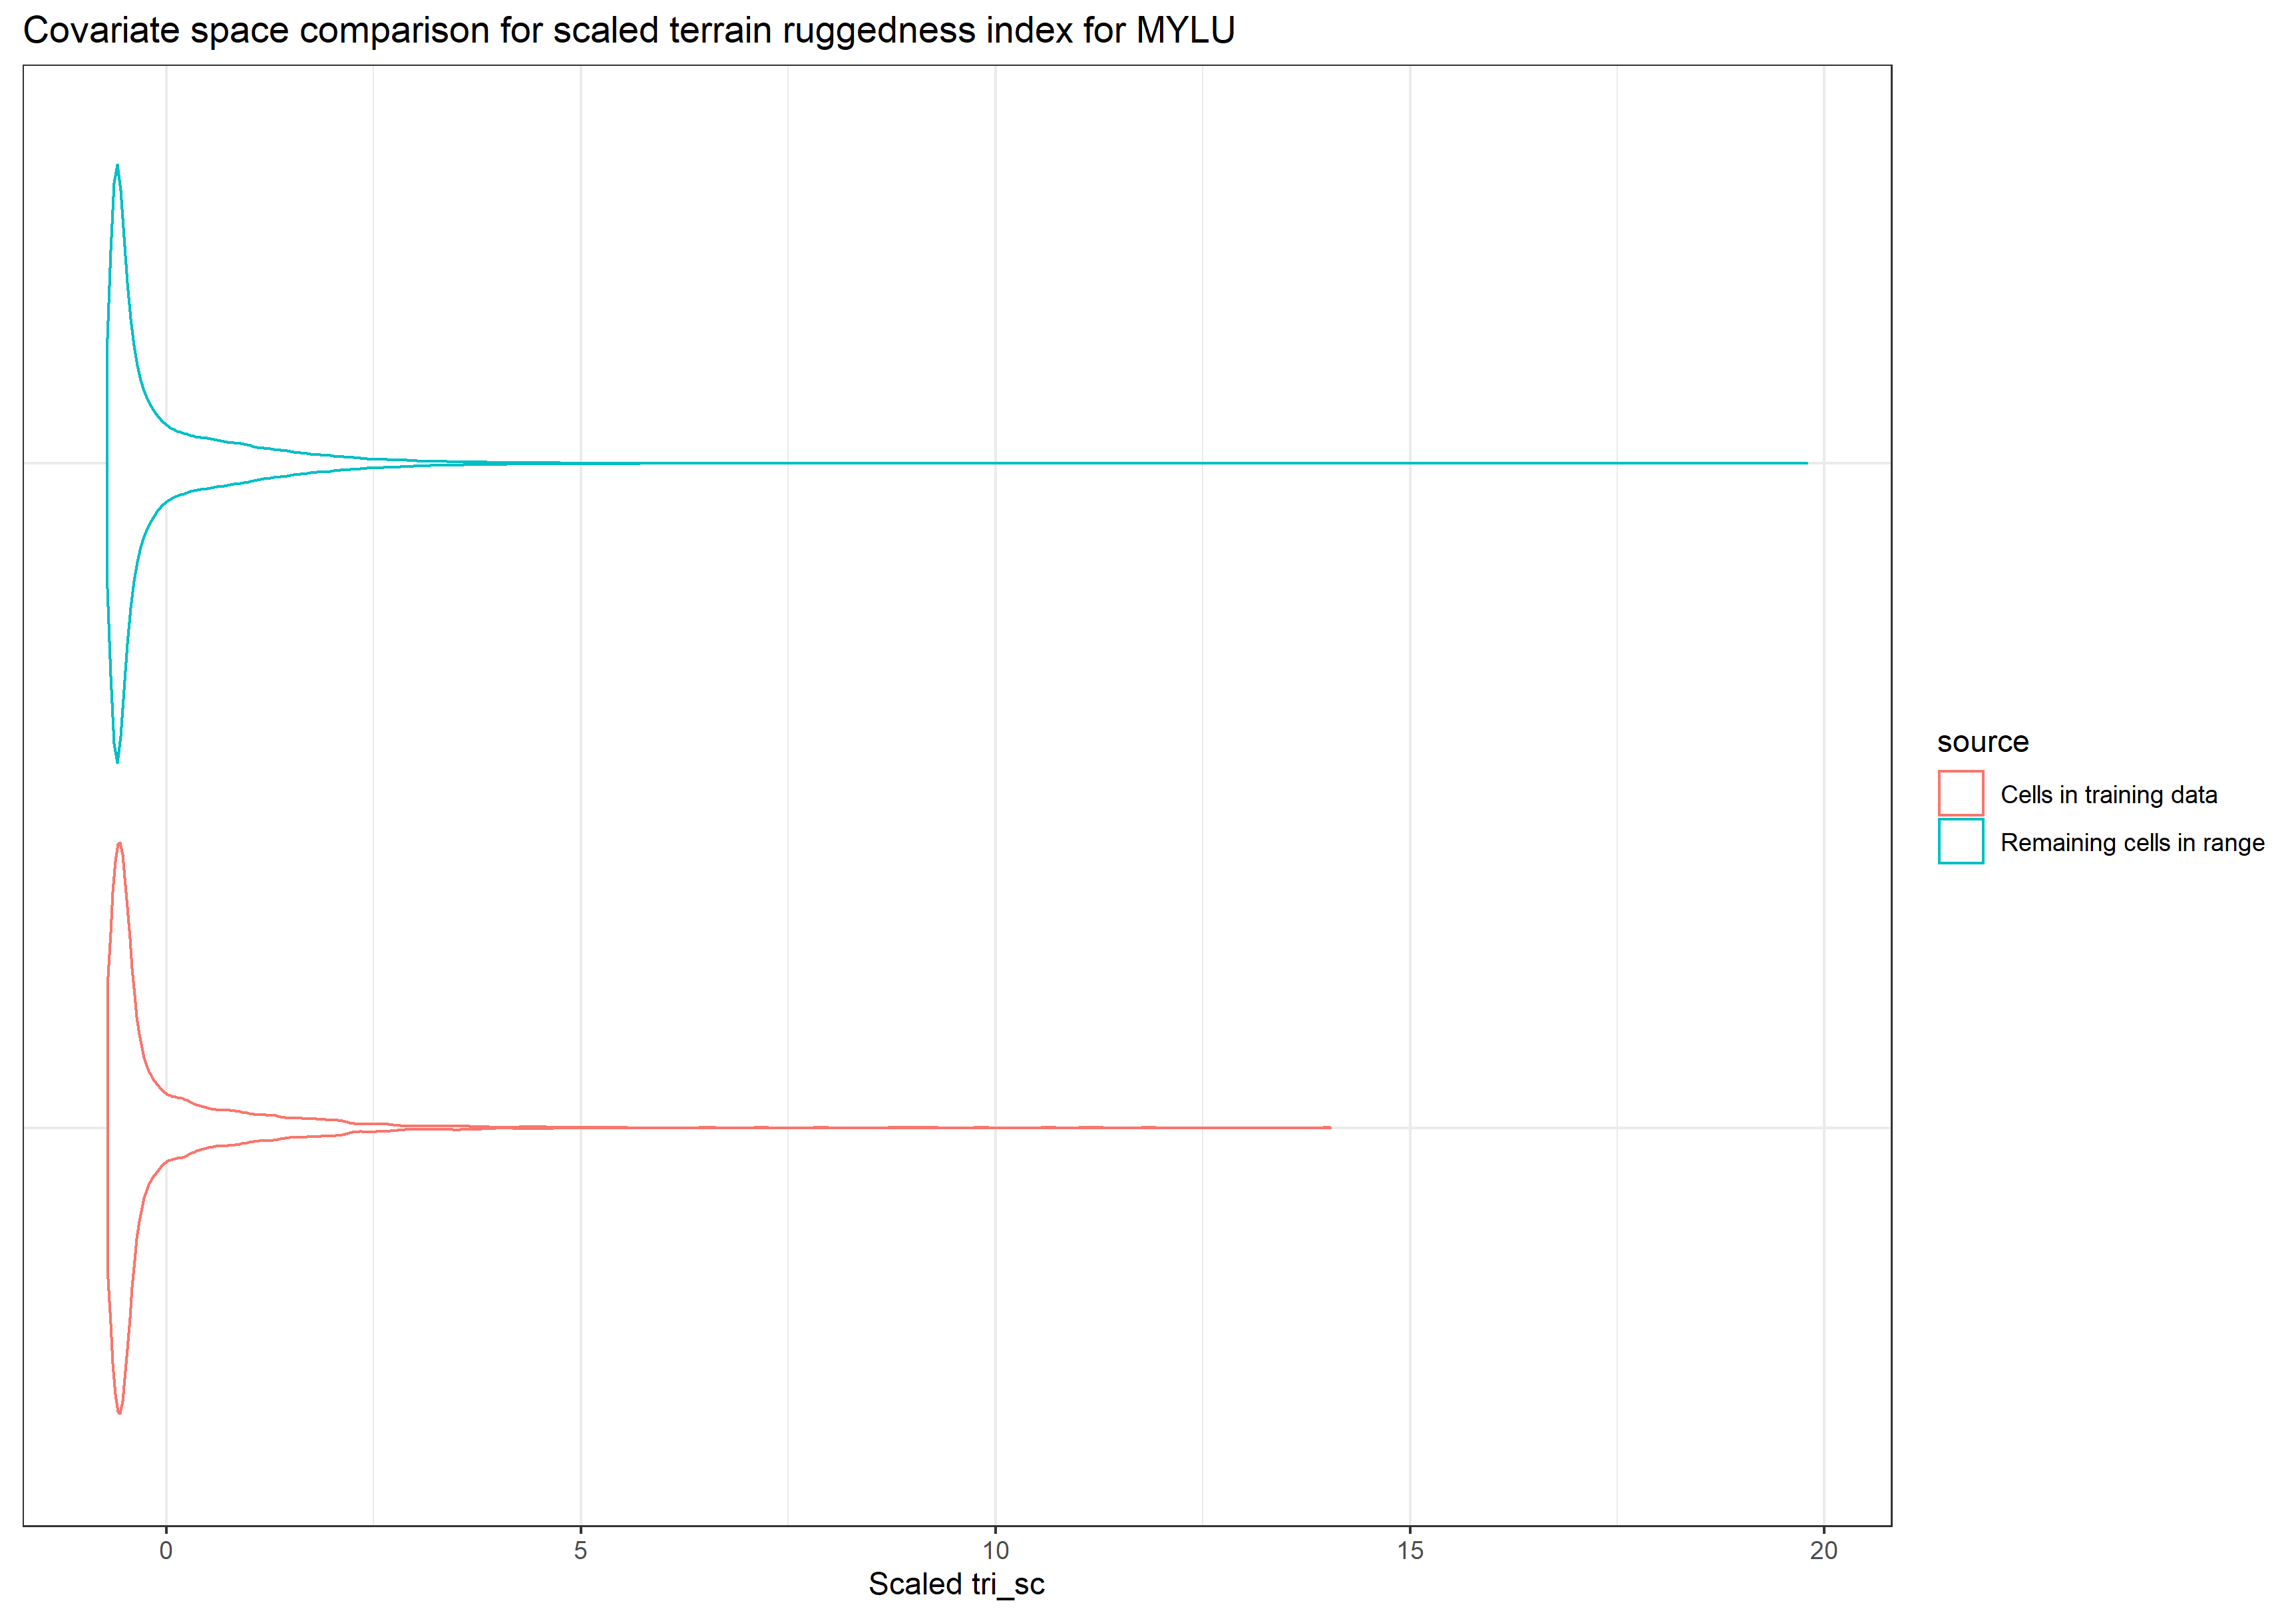 Covariate space comparison for scaled terrain ruggedness index for MYLU
source
Cells in training data
Remaining cells in range
0 5 10 15 20
Scaled tri_sc